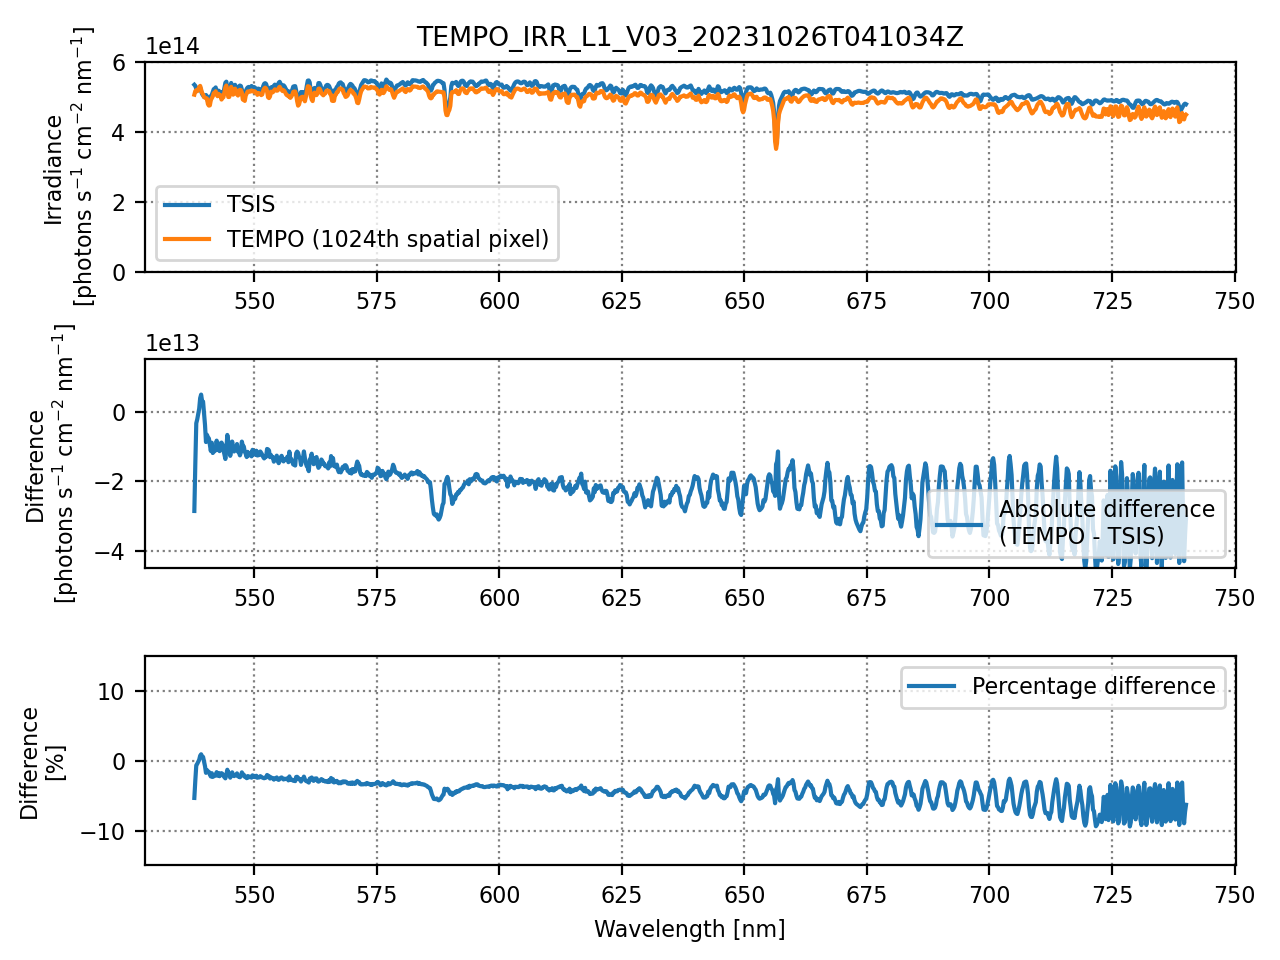 TEMPO_IRR_L1_V03_20231026T041034Z
1e14
Irradiance
[photons s⁻¹ cm⁻² nm⁻¹]
6
4
2
0
TSIS
TEMPO (1024th spatial pixel)
550 575 600 625 650 675 700 725 750
1e13
Difference
[photons s⁻¹ cm⁻² nm⁻¹]
0
−2
−4
Absolute difference
(TEMPO - TSIS)
550 575 600 625 650 675 700 725 750
Difference
[%]
10
0
−10
Percentage difference
550 575 600 625 650 675 700 725 750
Wavelength [nm]